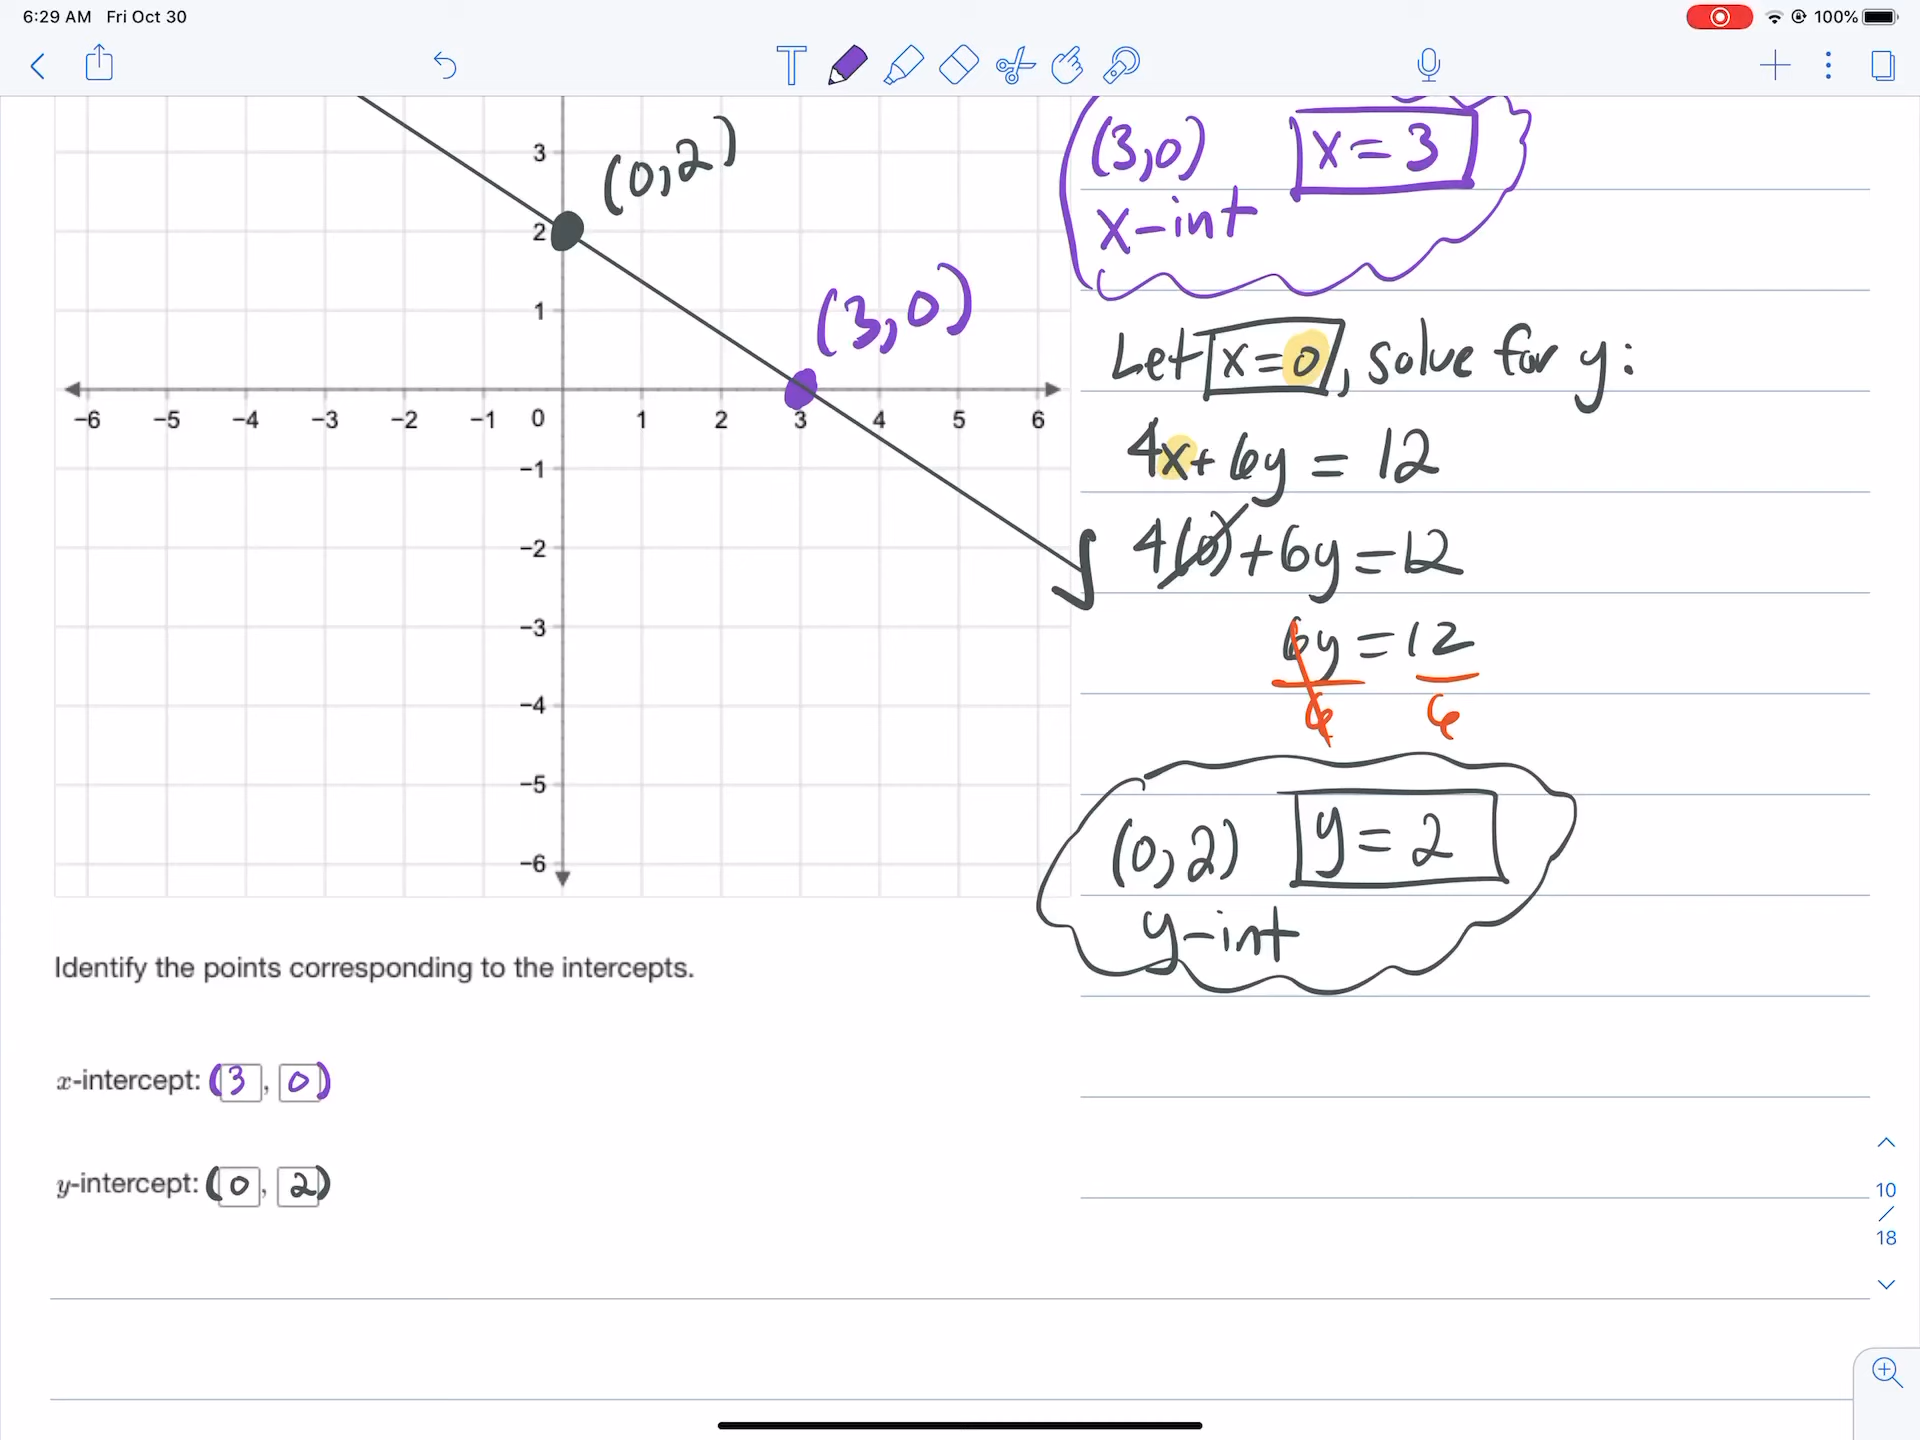 6:29 AM Fri Oct 30
100%
T
3
2
1
-6 -5 -4 -3 -2 -1 0 1 2 3 4 5 6
-1
-2
-3
-4
-5
-6
(0,2)
(3,0)
(3,0) x=3
x-int
Let x=0, solve for y:
4x+6y=12
4(0)+6y=12
6y=12
6 6
(0,2) y=2
y-int
Identify the points corresponding to the intercepts.
x-intercept: (3, 0)
y-intercept: (0, 2)
10
/
18